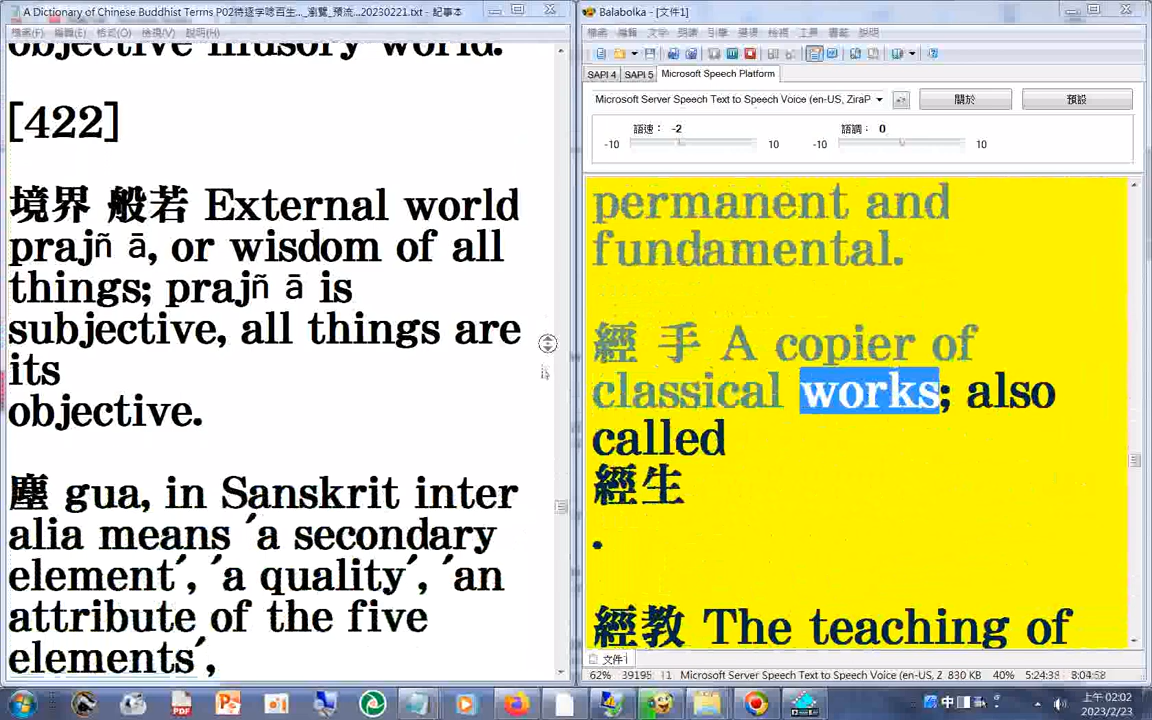 A Dictionary of Chinese Buddhist Terms P02
20230221.txt - 記事本
objective illusory world.
[422]
境界 般若 External world
prajñ ā, or wisdom of all
things; prajñ ā is
subjective, all things are
its
objective.
塵 gua, in Sanskrit inter
alia means ′a secondary
element′, ′a quality′, ′an
attribute of the five
elements′,
Balabolka - [文件1]
SAPI 4 SAPI 5 Microsoft Speech Platform
Microsoft Server Speech Text to Speech Voice (en-US, ZiraP
關於
預設
語速： -2
語調： 0
-10 10 -10 10
permanent and
fundamental.
經 手 A copier of
classical works; also
called
經生
.
經教 The teaching of
文件1
62% 39195 Microsoft Server Speech Text to Speech Voice (en-US, Z 830 KB 40% 5:24:38 8:04:58
上午 02:02
2023/2/23